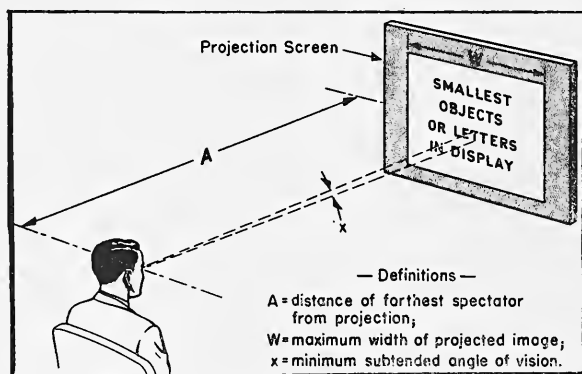 Projection Screen
W
SMALLEST
OBJECTS
OR LETTERS
IN DISPLAY
A
x
— Definitions —
A = distance of forthest spectator
from projection;
W = maximum width of projected image;
x = minimum subtended angle of vision.